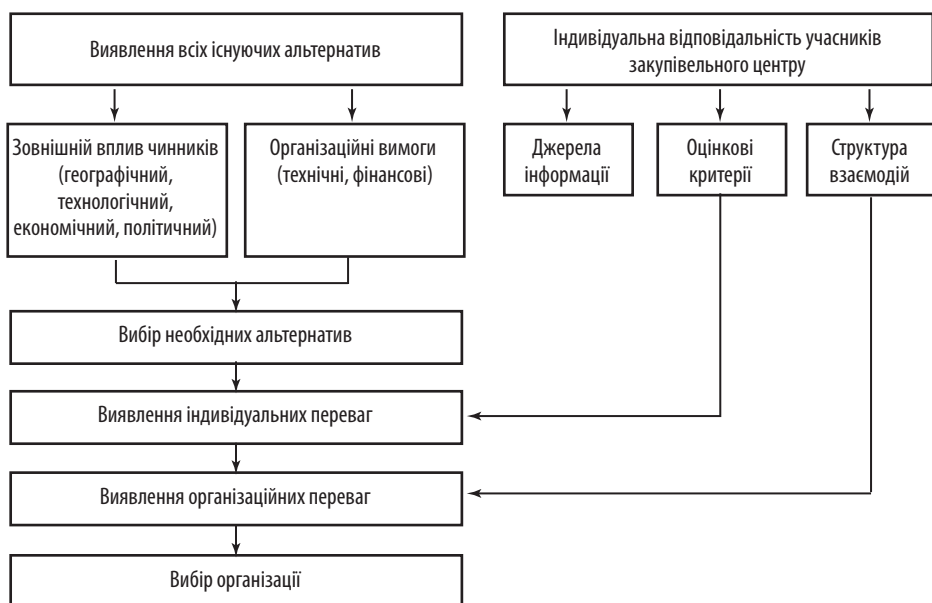 Виявлення всіх існуючих альтернатив
Індивідуальна відповідальність учасників
закупівельного центру
Зовнішній вплив чинників
(географічний,
технологічний,
економічний, політичний)
Організаційні вимоги
(технічні, фінансові)
Джерела
інформації
Оцінкові
критерії
Структура
взаємодій
Вибір необхідних альтернатив
Виявлення індивідуальних переваг
Виявлення організаційних переваг
Вибір організації